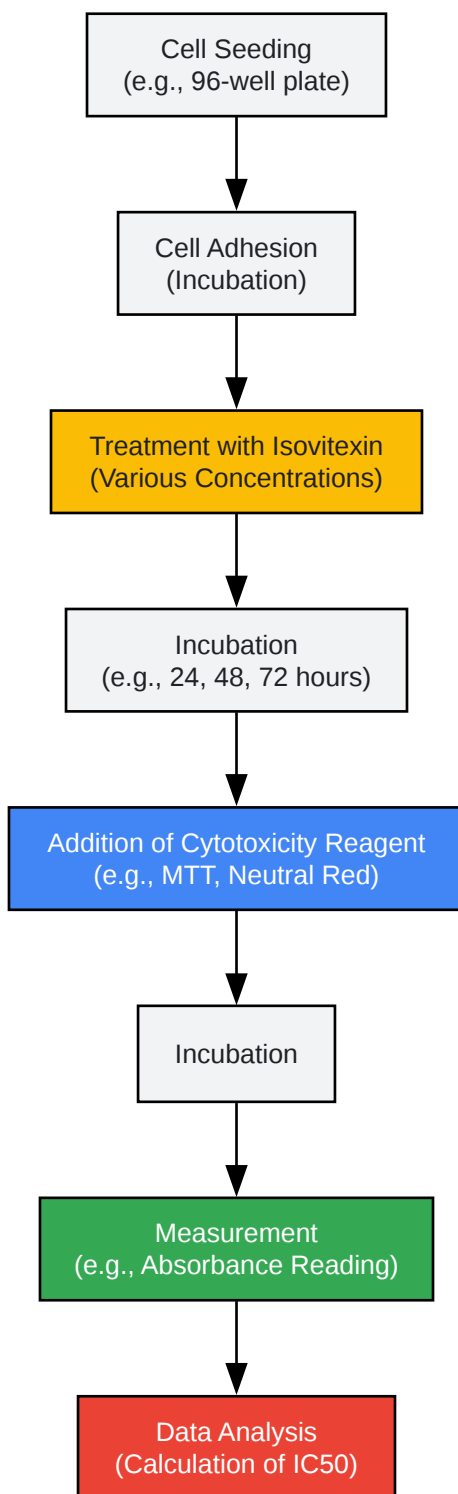 Cell Seeding
(e.g., 96-well plate)
Cell Adhesion
(Incubation)
Treatment with Isovitexin
(Various Concentrations)
Incubation
(e.g., 24, 48, 72 hours)
Addition of Cytotoxicity Reagent
(e.g., MTT, Neutral Red)
Incubation
Measurement
(e.g., Absorbance Reading)
Data Analysis
(Calculation of IC50)